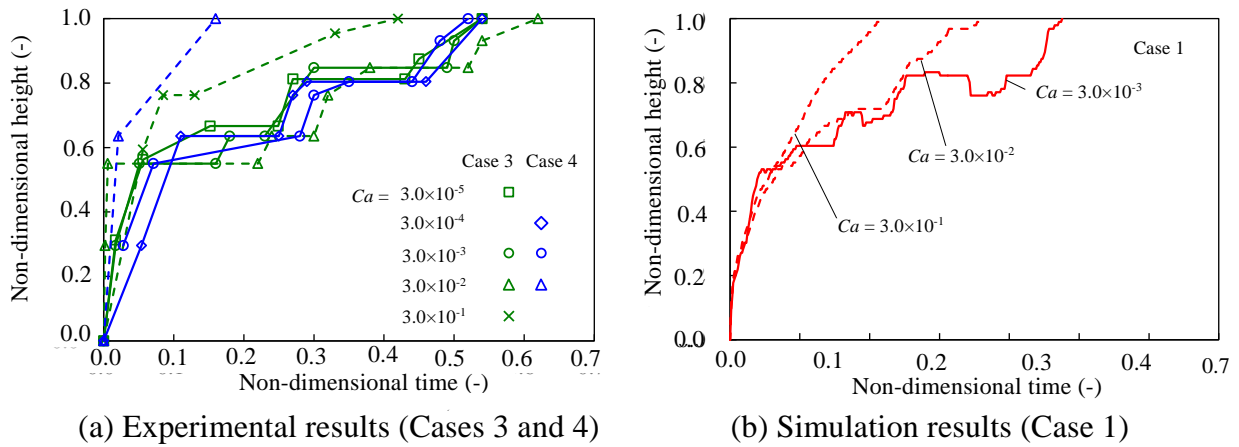 1.0
0.8
0.6
0.4
0.2
0.0
Non-dimensional height (-)
Case 3 Case 4
Ca = 3.0×10-5
3.0×10-4
3.0×10-3
3.0×10-2
3.0×10-1
0.0 0.1 0.2 0.3 0.4 0.5 0.6 0.7
Non-dimensional time (-)
(a) Experimental results (Cases 3 and 4)
1.0
0.8
0.6
0.4
0.2
0.0
Non-dimensional height (-)
Case 1
Ca = 3.0×10-3
Ca = 3.0×10-2
Ca = 3.0×10-1
0.0 0.1 0.2 0.3 0.7
Non-dimensional time (-)
(b) Simulation results (Case 1)